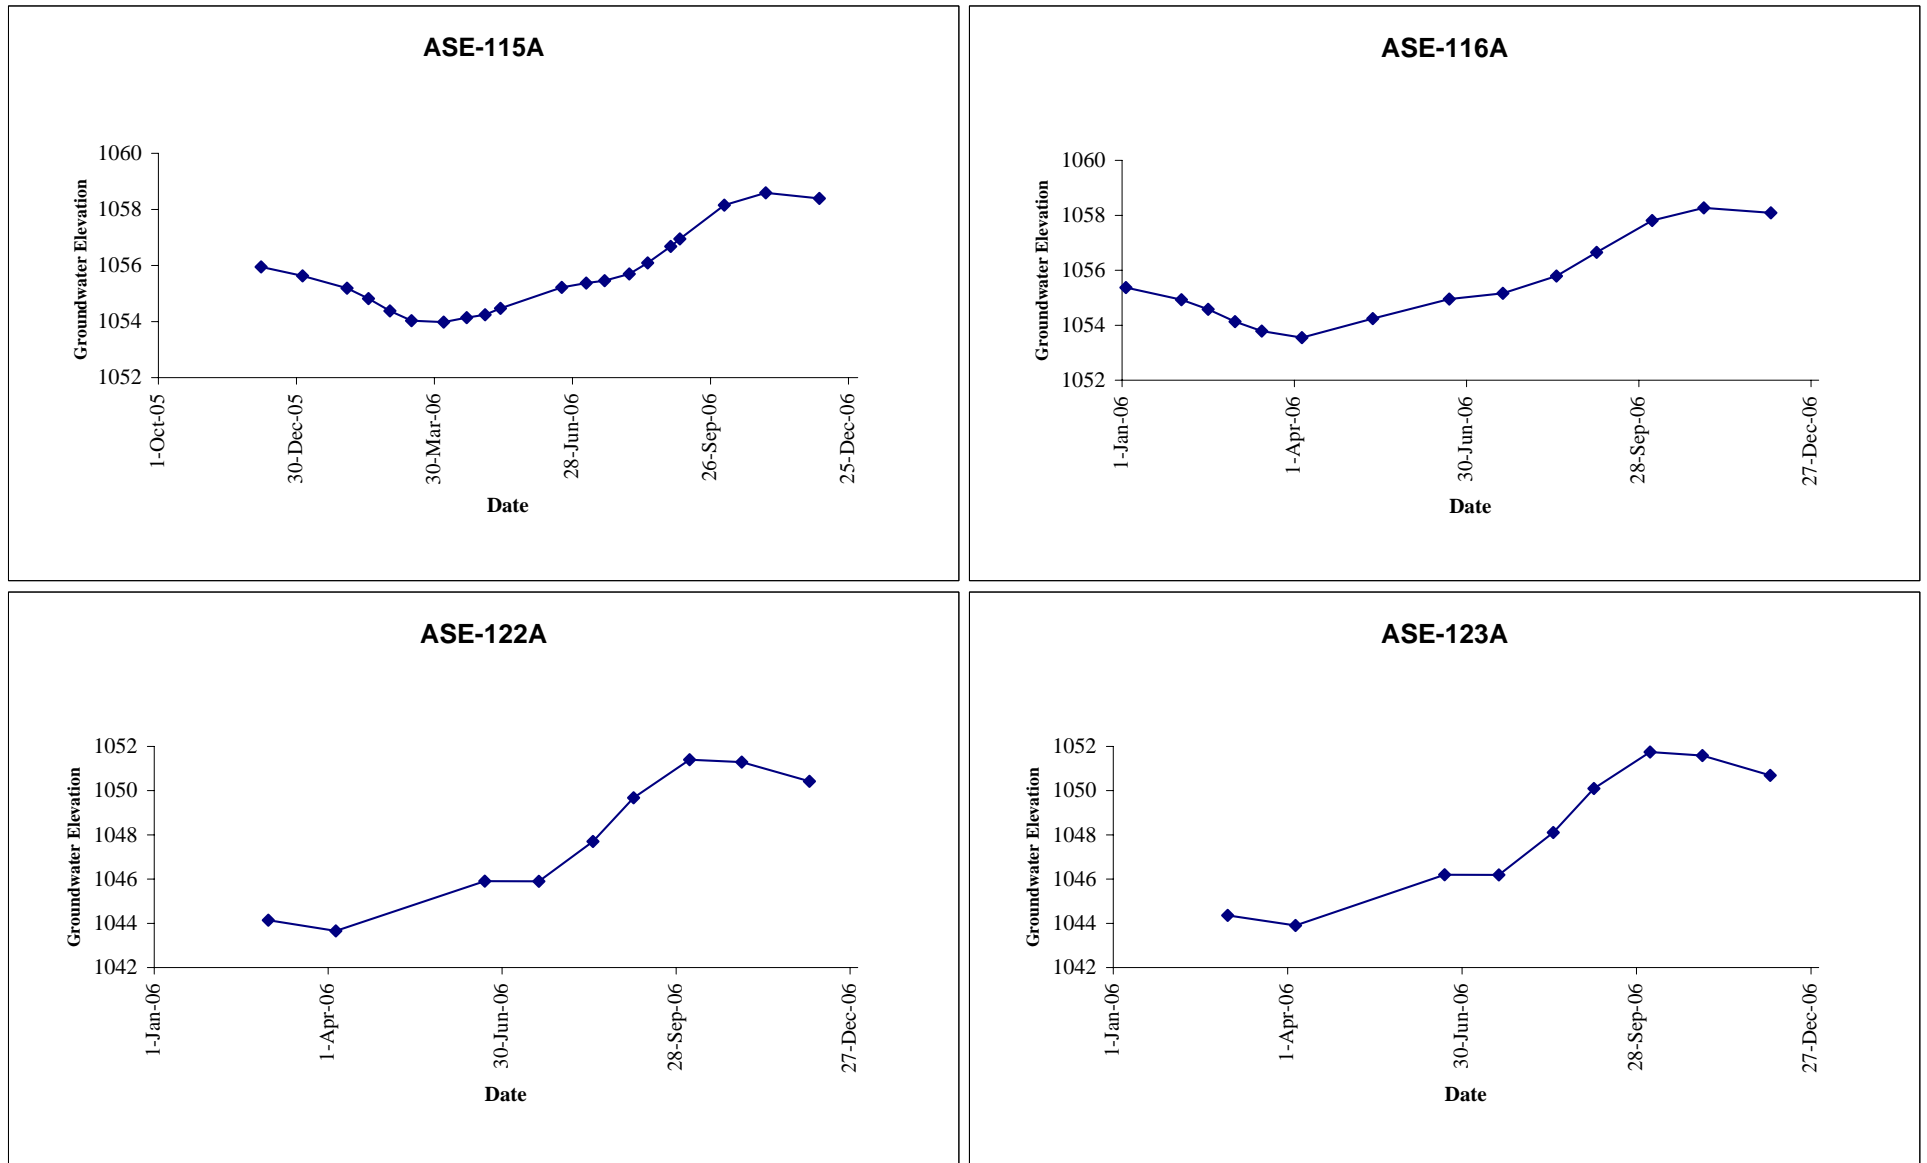 ASE-115A
Groundwater Elevation
1060
1058
1056
1054
1052
1-Oct-05
30-Dec-05
30-Mar-06
28-Jun-06
26-Sep-06
25-Dec-06
Date
ASE-116A
Groundwater Elevation
1060
1058
1056
1054
1052
1-Jan-06
1-Apr-06
30-Jun-06
28-Sep-06
27-Dec-06
Date
ASE-122A
Groundwater Elevation
1052
1050
1048
1046
1044
1042
1-Jan-06
1-Apr-06
30-Jun-06
28-Sep-06
27-Dec-06
Date
ASE-123A
Groundwater Elevation
1052
1050
1048
1046
1044
1042
1-Jan-06
1-Apr-06
30-Jun-06
28-Sep-06
27-Dec-06
Date